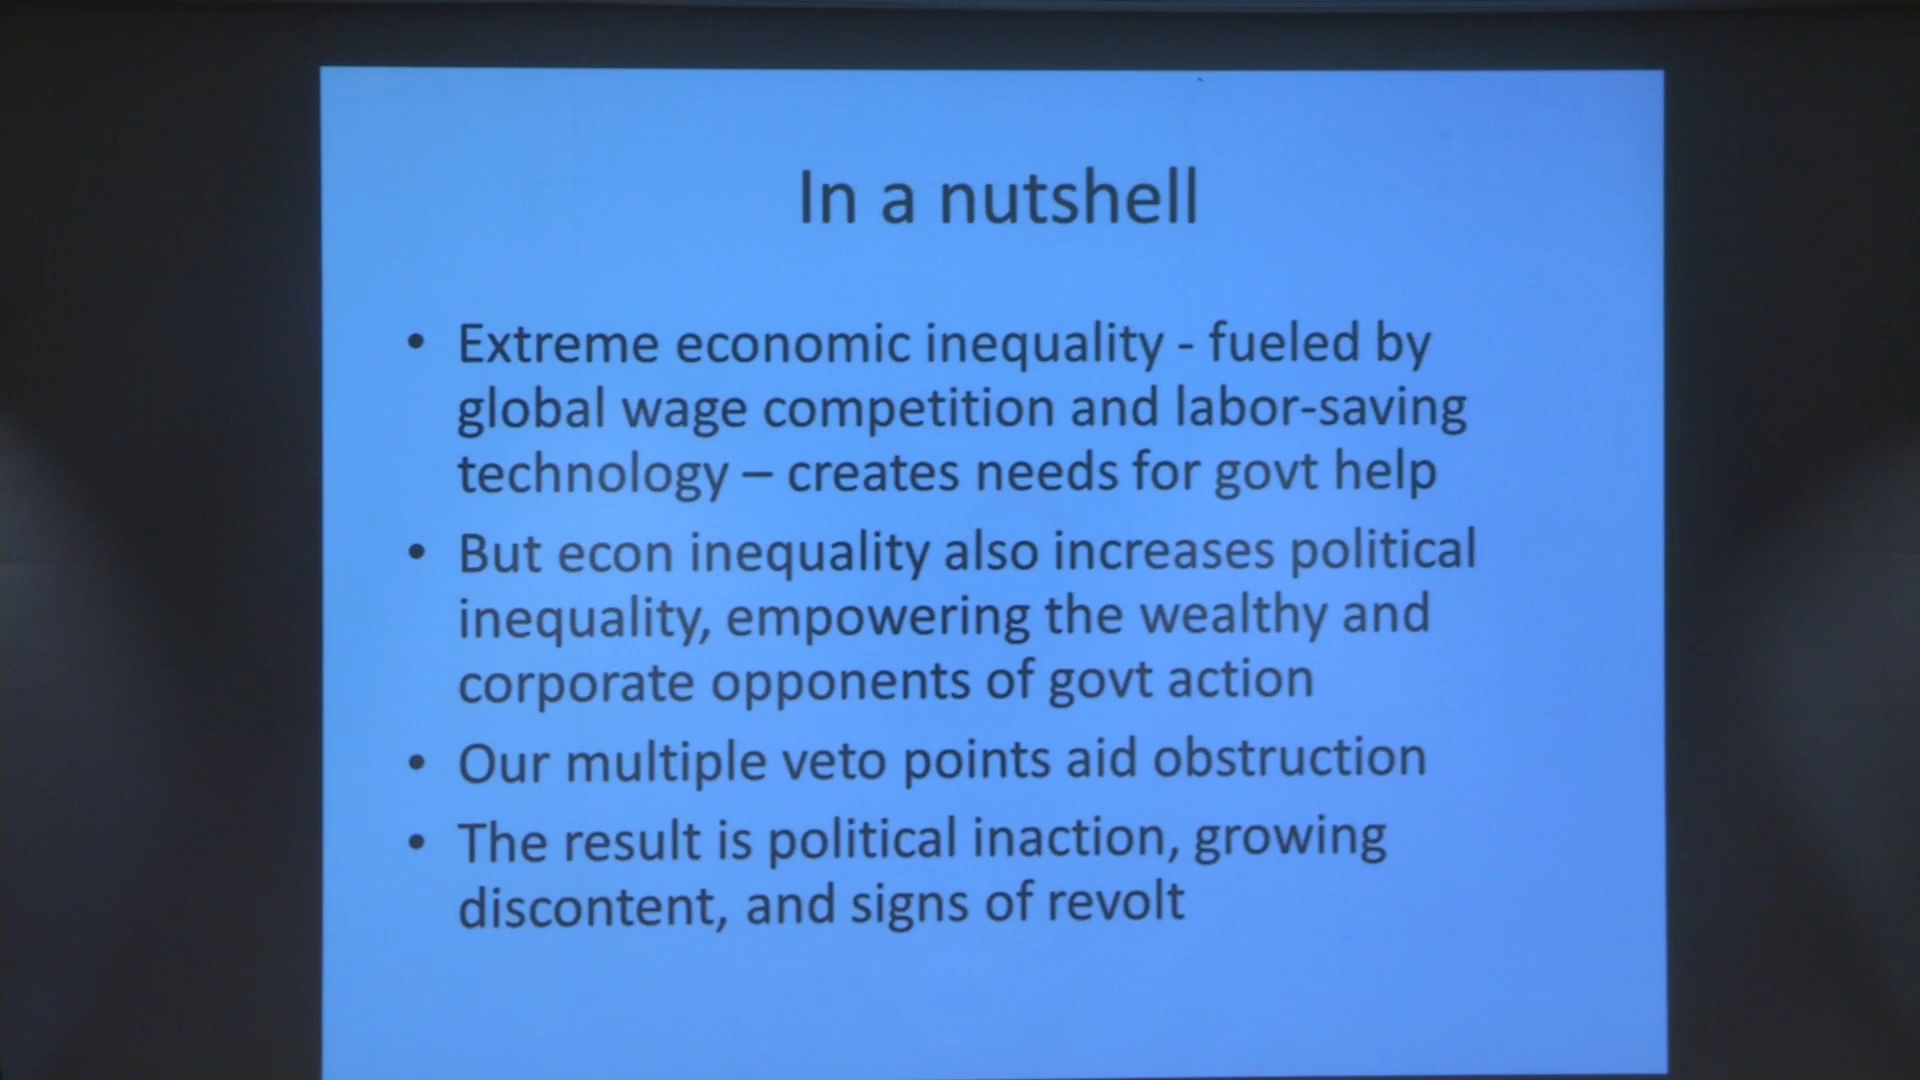 In a nutshell
• Extreme economic inequality - fueled by
global wage competition and labor-saving
technology – creates needs for govt help
• But econ inequality also increases political
inequality, empowering the wealthy and
corporate opponents of govt action
• Our multiple veto points aid obstruction
• The result is political inaction, growing
discontent, and signs of revolt